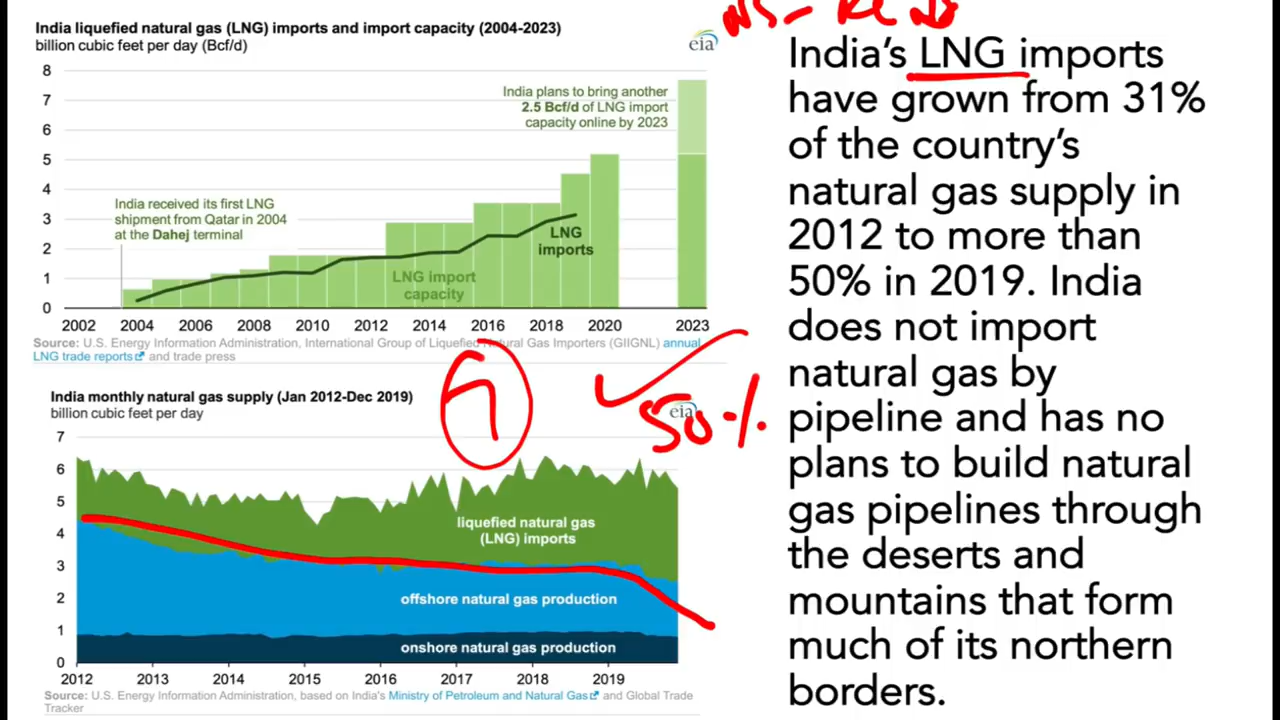 India liquefied natural gas (LNG) imports and import capacity (2004-2023)
billion cubic feet per day (Bcf/d)
eia
8
7
6
5
4
3
2
1
0
India plans to bring another
2.5 Bcf/d of LNG import
capacity online by 2023
India received its first LNG
shipment from Qatar in 2004
at the Dahej terminal
LNG
imports
LNG import
capacity
2002 2004 2006 2008 2010 2012 2014 2016 2018 2020 2023
Source: U.S. Energy Information Administration, International Group of Liquefied Natural Gas Importers (GIIGNL) annual
LNG trade reports and trade press
India monthly natural gas supply (Jan 2012-Dec 2019)
billion cubic feet per day
eia
50%
7
6
5
4
3
2
1
0
liquefied natural gas
(LNG) imports
offshore natural gas production
onshore natural gas production
2012 2013 2014 2015 2016 2017 2018 2019
Source: U.S. Energy Information Administration, based on India's Ministry of Petroleum and Natural Gas and Global Trade
Tracker
India's LNG imports
have grown from 31%
of the country's
natural gas supply in
2012 to more than
50% in 2019. India
does not import
natural gas by
pipeline and has no
plans to build natural
gas pipelines through
the deserts and
mountains that form
much of its northern
borders.